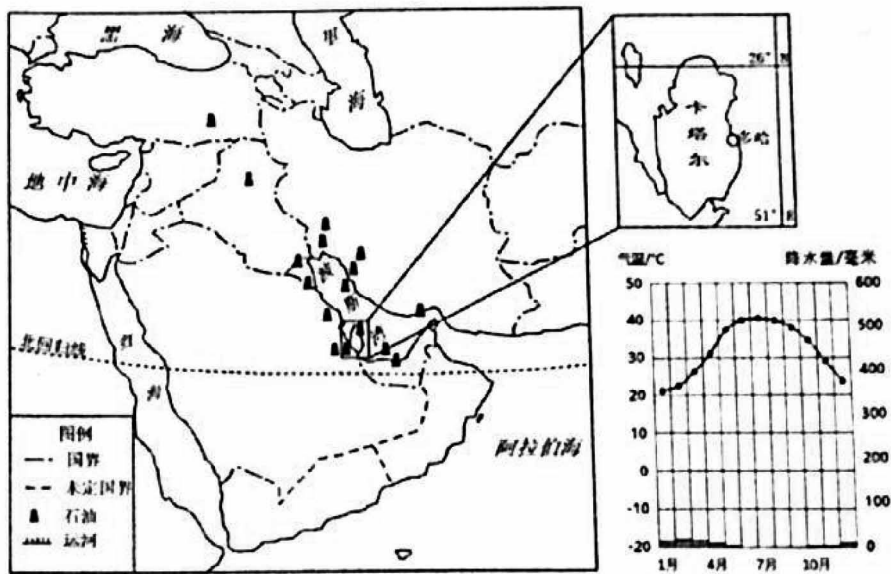 黑海
里海
地中海
波斯湾
红海
北回归线
阿拉伯海
图例
国界
未定国界
石油
运河
26° N
卡塔尔
多哈
51° E
气温/℃
降水量/毫米
50
40
30
20
10
0
-10
-20
600
500
400
300
200
100
0
1月 4月 7月 10月